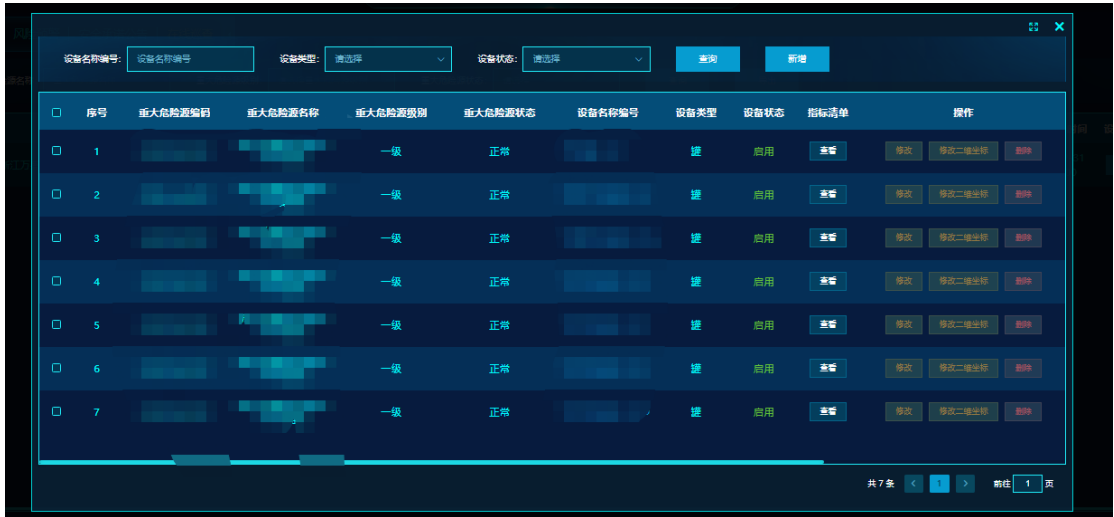 设备名称编号: 设备名称编号 设备类型: 请选择 设备状态: 请选择 查询 新增
序号 重大危险源编码 重大危险源名称 重大危险源级别 重大危险源状态 设备名称编号 设备类型 设备状态 指标清单 操作
1 一级 正常 罐 启用 查看 修改 修改二维坐标 删除
2 一级 正常 罐 启用 查看 修改 修改二维坐标 删除
3 一级 正常 罐 启用 查看 修改 修改二维坐标 删除
4 一级 正常 罐 启用 查看 修改 修改二维坐标 删除
5 一级 正常 罐 启用 查看 修改 修改二维坐标 删除
6 一级 正常 罐 启用 查看 修改 修改二维坐标 删除
7 一级 正常 罐 启用 查看 修改 修改二维坐标 删除
共 7 条 1 前往 1 页